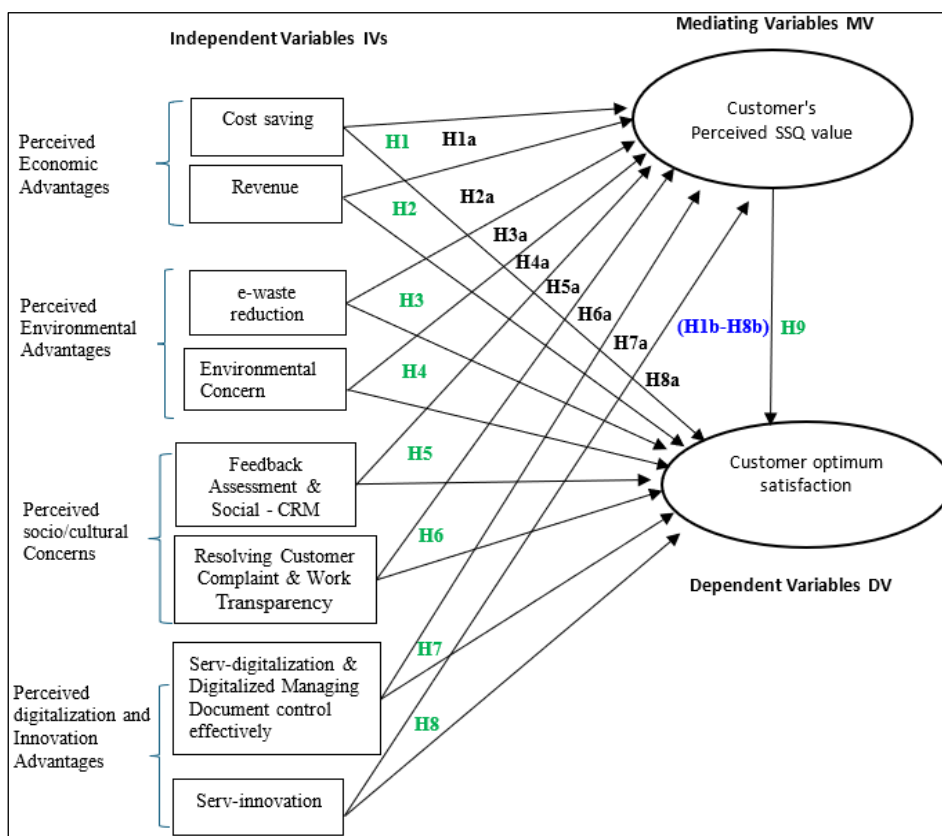 Independent Variables IVs
Mediating Variables MV
Perceived
Economic
Advantages
Cost saving
Revenue
Customer's
Perceived SSQ value
H1
H1a
H2
H2a
H3a
H4a
H5a
H6a
H7a
H8a
(H1b-H8b)
H9
Perceived
Environmental
Advantages
e-waste
reduction
H3
Environmental
Concern
H4
Perceived
socio/cultural
Concerns
Feedback
Assessment &
Social - CRM
H5
Resolving Customer
Complaint & Work
Transparency
H6
Customer optimum
satisfaction
Dependent Variables DV
Perceived
digitalization and
Innovation
Advantages
Serv-digitalization &
Digitalized Managing
Document control
effectively
H7
Serv-innovation
H8